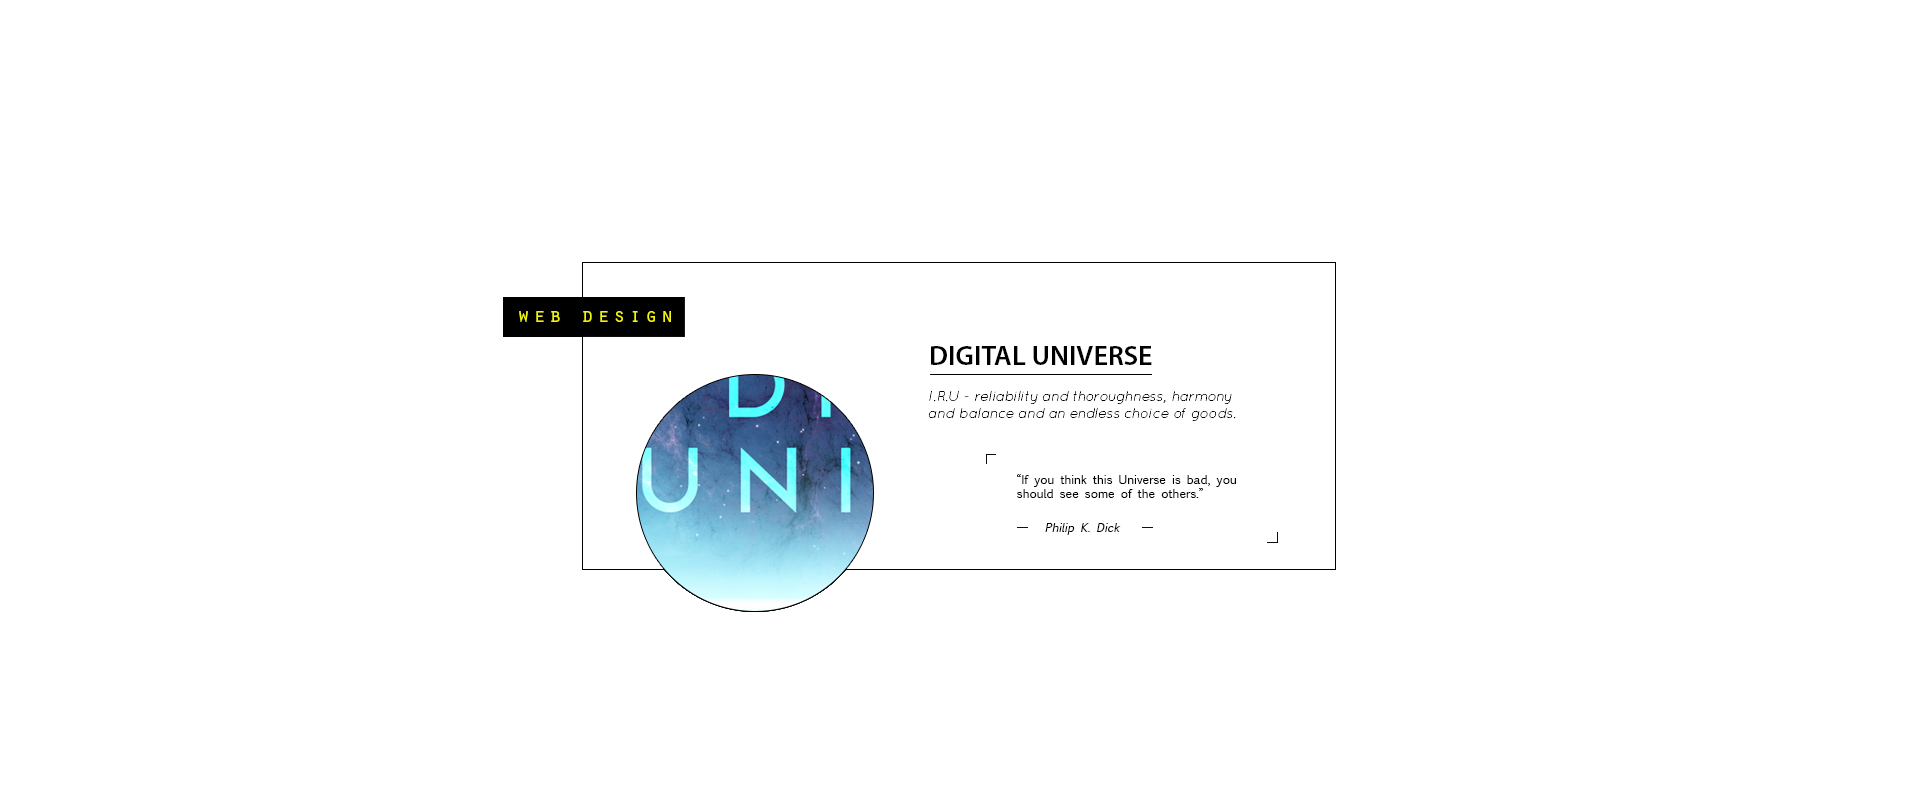 WEB DESIGN
DIGITAL UNIVERSE
I.R.U - reliability and thoroughness, harmony
and balance and an endless choice of goods.
DI
UNI
“If you think this Universe is bad, you
should see some of the others.”
— Philip K. Dick —